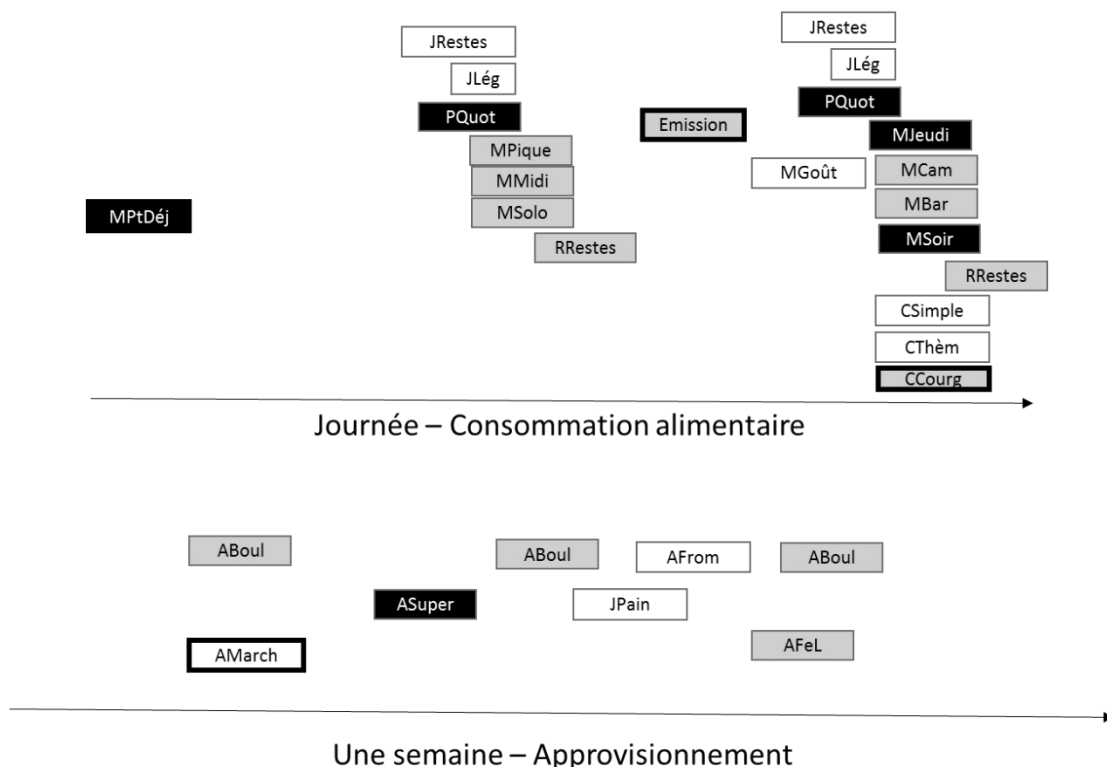 JRestes
JRestes
JLég
JLég
PQuot
PQuot
Emission
MJeudi
MPique
MGoût
MCam
MMidi
MBar
MSolo
MPtDéj
MSoir
RRestes
RRestes
CSimple
CThèm
CCourg
Journée – Consommation alimentaire
ABoul
ABoul
AFrom
ABoul
ASuper
JPain
AMarch
AFeL
Une semaine – Approvisionnement